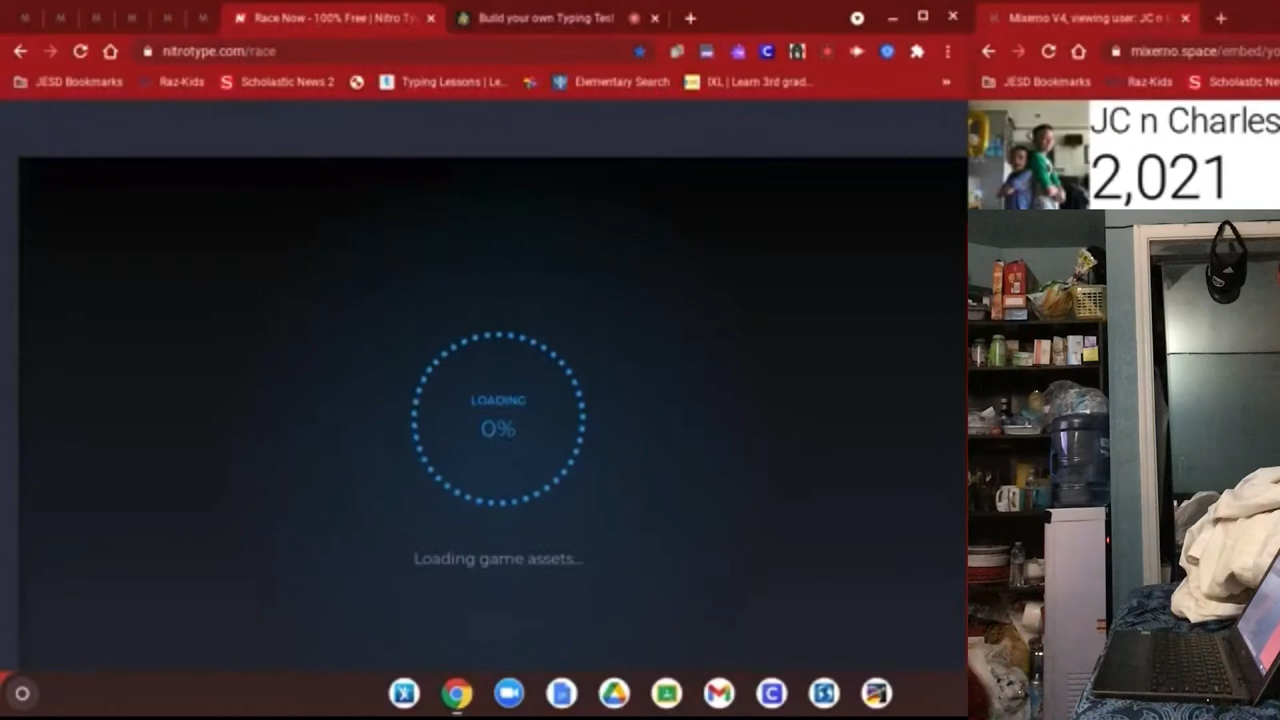 Race Now - 100% Free | Nitro Ty
Build your own Typing Test
Mixerno V4, viewing user: JC n
nitrotype.com/race
mixerno.space/embed/yo
JESD Bookmarks
Raz-Kids
Scholastic News 2
Typing Lessons | Le...
Elementary Search
IXL | Learn 3rd grad...
»
JESD Bookmarks
Raz-Kids
Scholastic Ne
JC n Charles
2,021
LOADING
0%
Loading game assets...